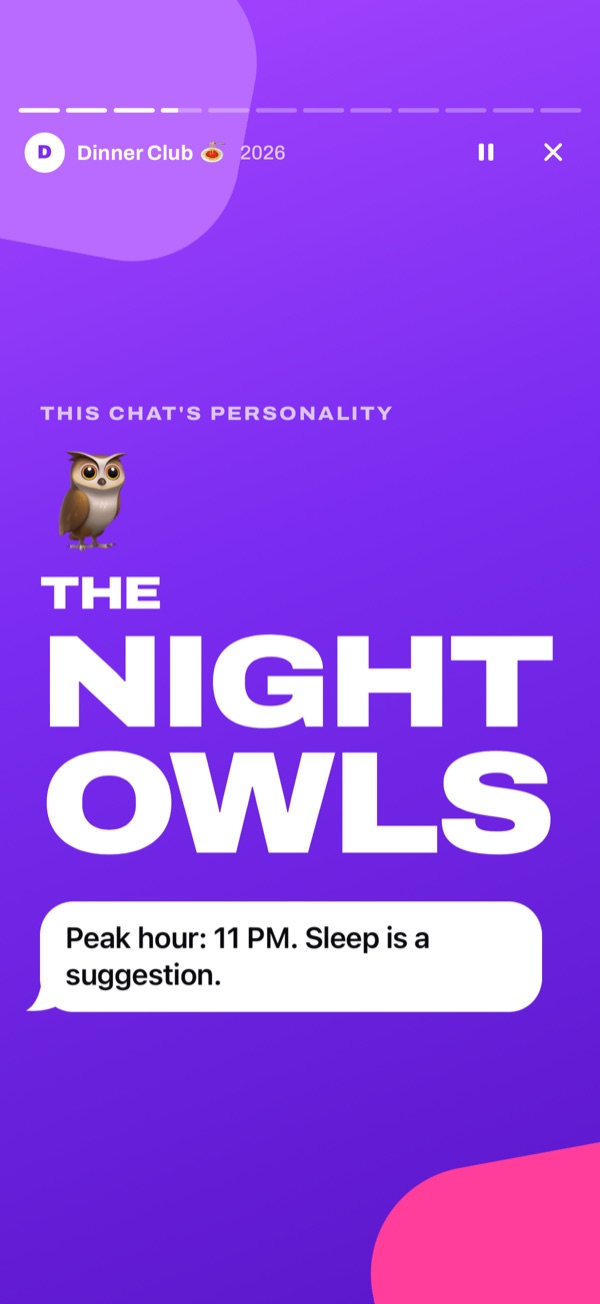 D Dinner Club 🍝 2026
THIS CHAT'S PERSONALITY
THE
NIGHT
OWLS
Peak hour: 11 PM. Sleep is a
suggestion.